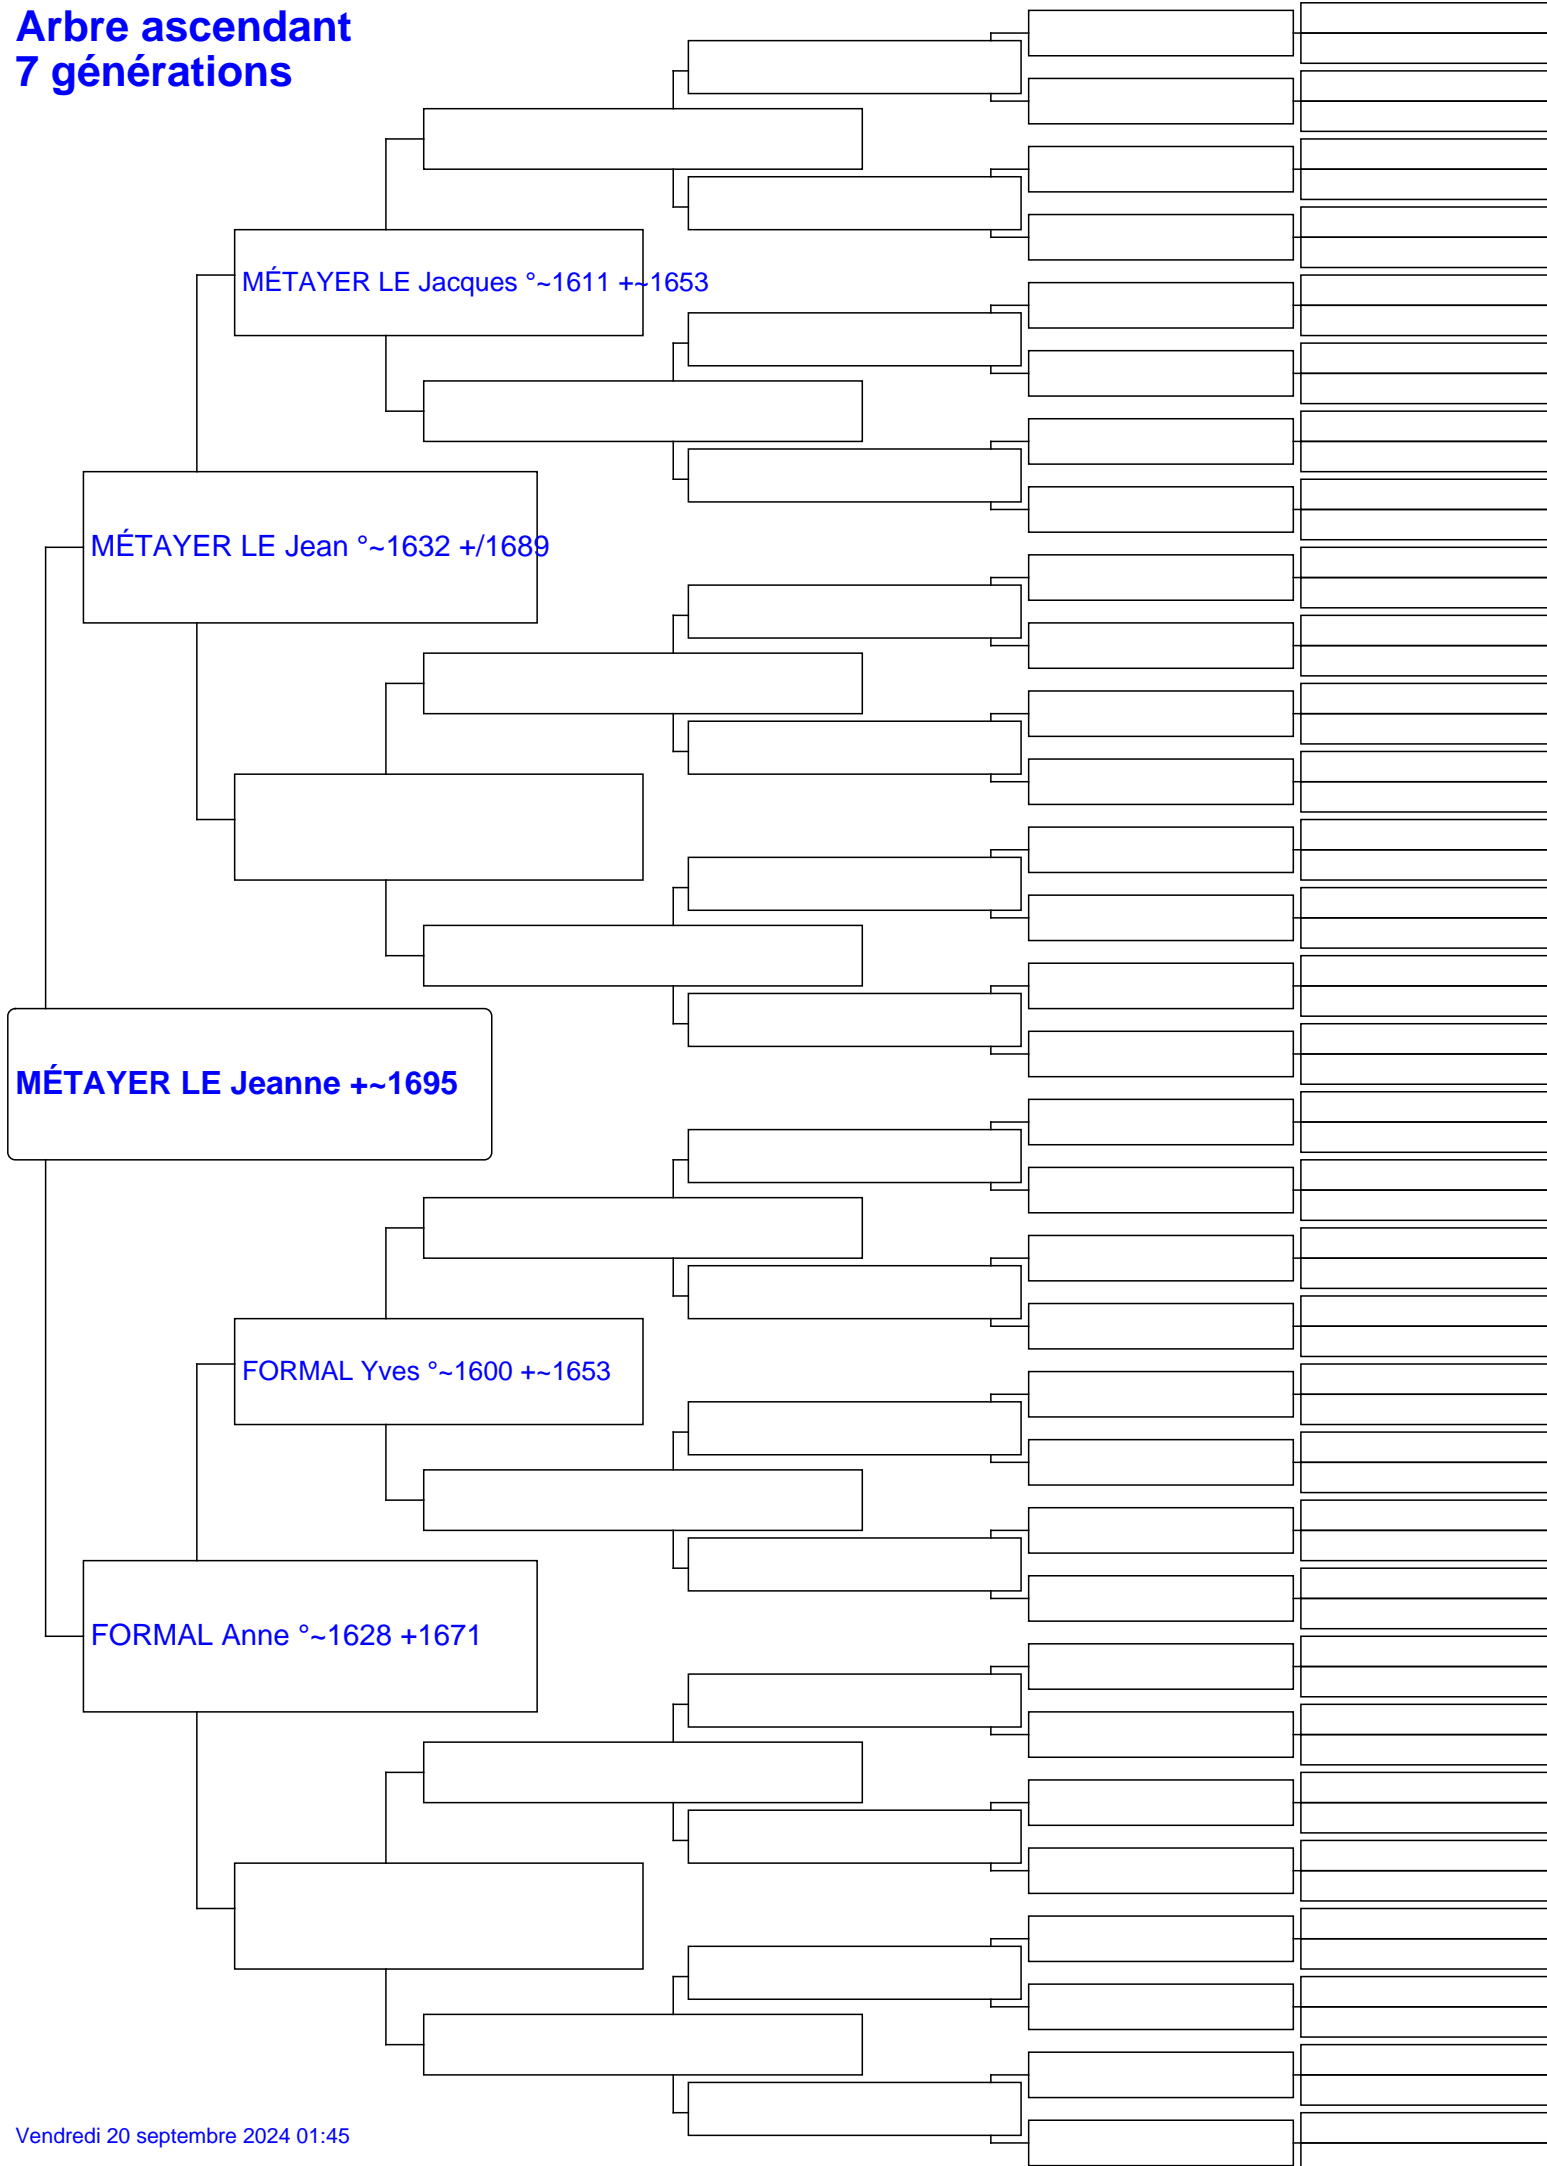 Arbre ascendant
7 générations
MÉTAYER LE Jacques °~1611 +~1653
MÉTAYER LE Jean °~1632 +/1689
MÉTAYER LE Jeanne +~1695
FORMAL Yves °~1600 +~1653
FORMAL Anne °~1628 +1671
Vendredi 20 septembre 2024 01:45